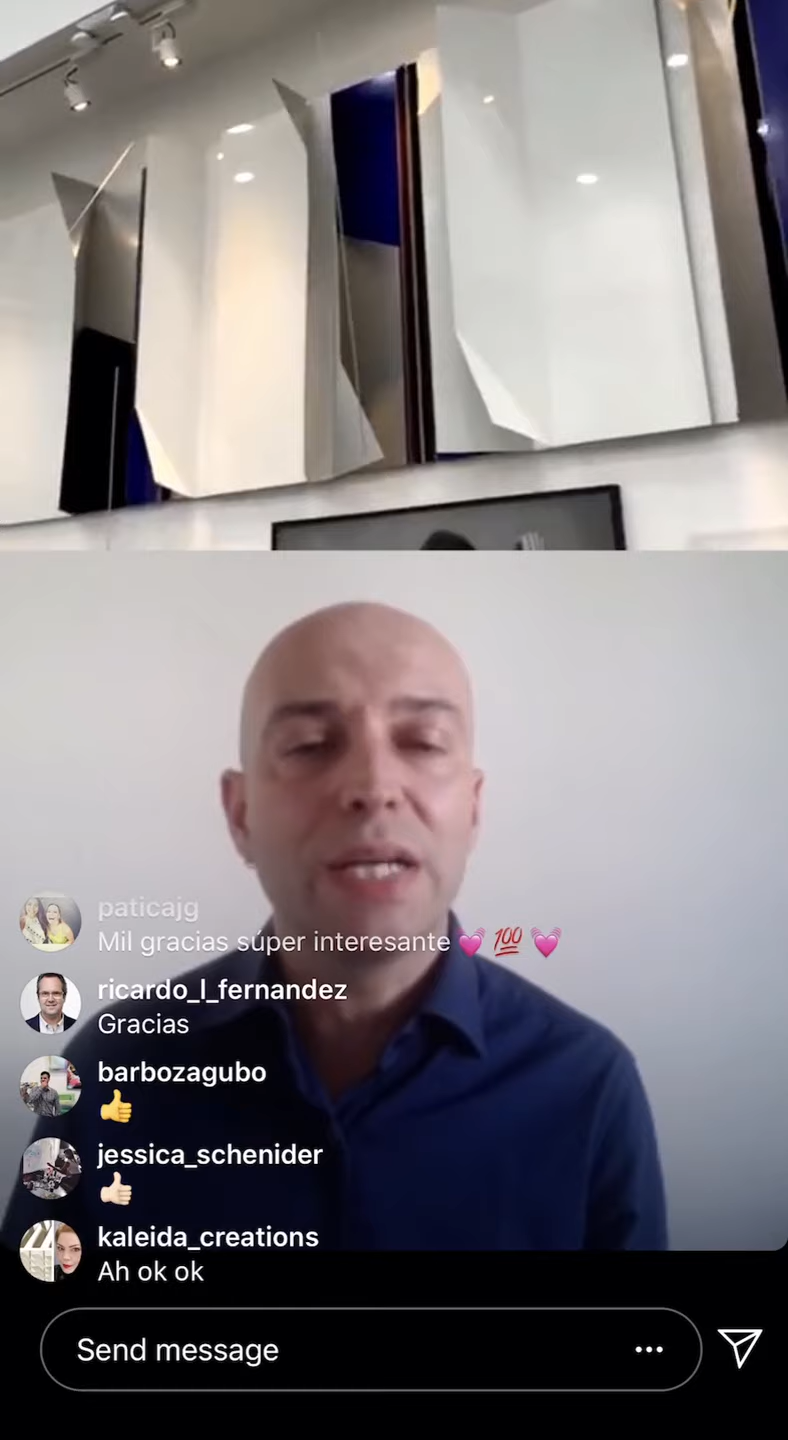 paticajg
Mil gracias súper interesante 💓 💯 💓
ricardo_l_fernandez
Gracias
barbozagubo
👍
jessica_schenider
👍🏻
kaleida_creations
Ah ok ok
Send message